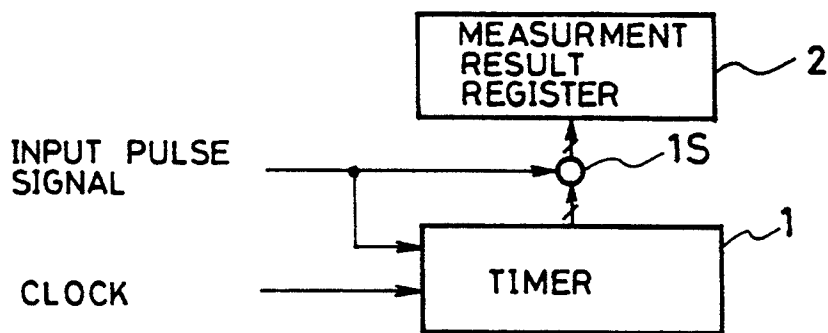 MEASURMENT
RESULT
REGISTER
2
INPUT PULSE
SIGNAL
1S
1
TIMER
CLOCK